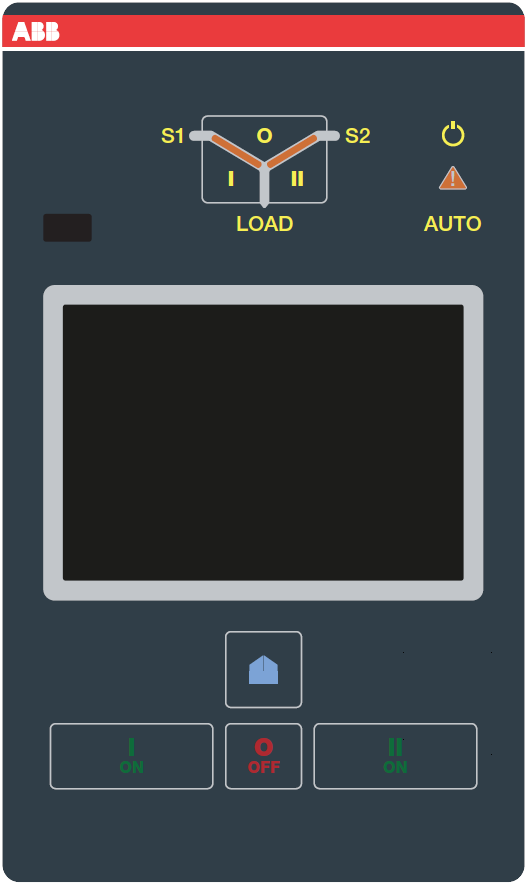 ABB
S1 O S2
I II
LOAD AUTO
I O II
ON OFF ON